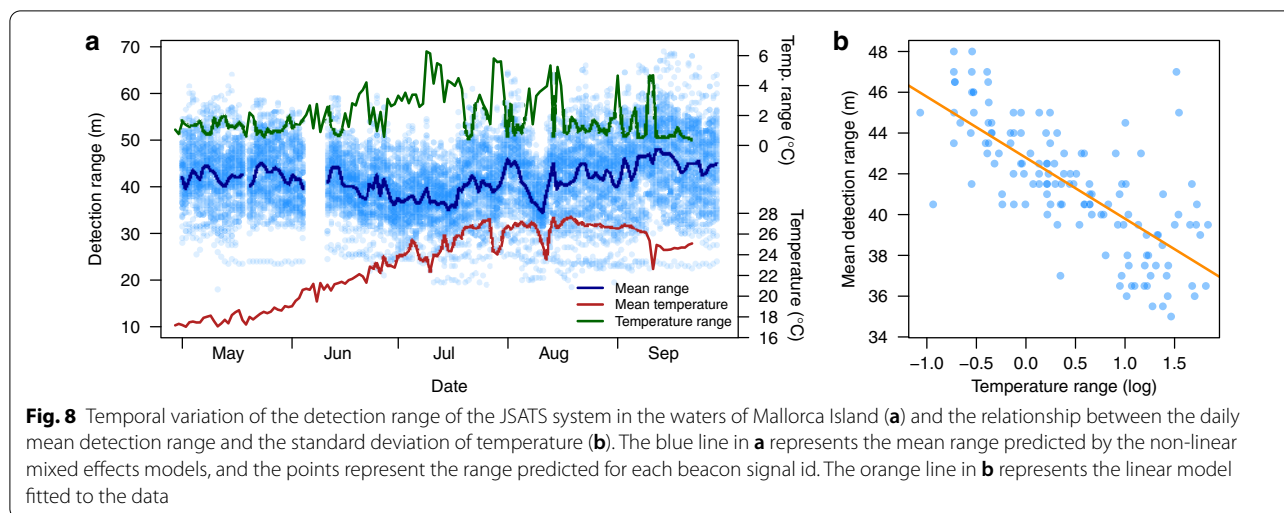 a
70
60
50
40
30
20
10
Detection range (m)
6
4
2
0
Temp. range (°C)
28
26
24
22
20
18
16
Temperature (°C)
Mean range
Mean temperature
Temperature range
May Jun Jul Aug Sep
Date
b
48
46
44
42
40
38
36
34
Mean detection range (m)
−1.0 −0.5 0.0 0.5 1.0 1.5
Temperature range (log)
Fig. 8 Temporal variation of the detection range of the JSATS system in the waters of Mallorca Island (a) and the relationship between the daily
mean detection range and the standard deviation of temperature (b). The blue line in a represents the mean range predicted by the non-linear
mixed effects models, and the points represent the range predicted for each beacon signal id. The orange line in b represents the linear model
fitted to the data